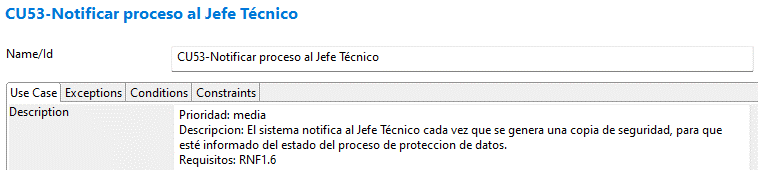 CU53-Notificar proceso al Jefe Técnico
Name/Id
CU53-Notificar proceso al Jefe Técnico
Use Case Exceptions Conditions Constraints
Description
Prioridad: media
Descripcion: El sistema notifica al Jefe Técnico cada vez que se genera una copia de seguridad, para que
esté informado del estado del proceso de proteccion de datos.
Requisitos: RNF1.6